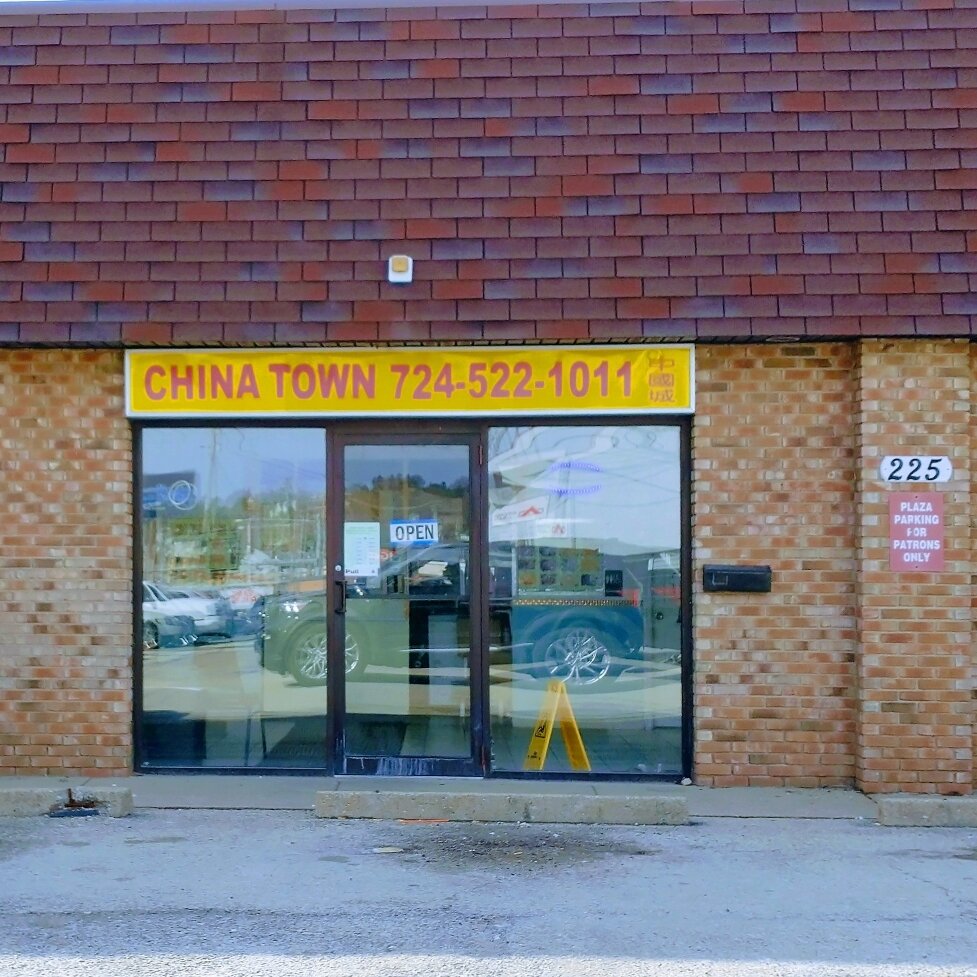 CHINA TOWN 724-522-1011
中
國
城
225
PLAZA
PARKING
FOR
PATRONS
ONLY
OPEN